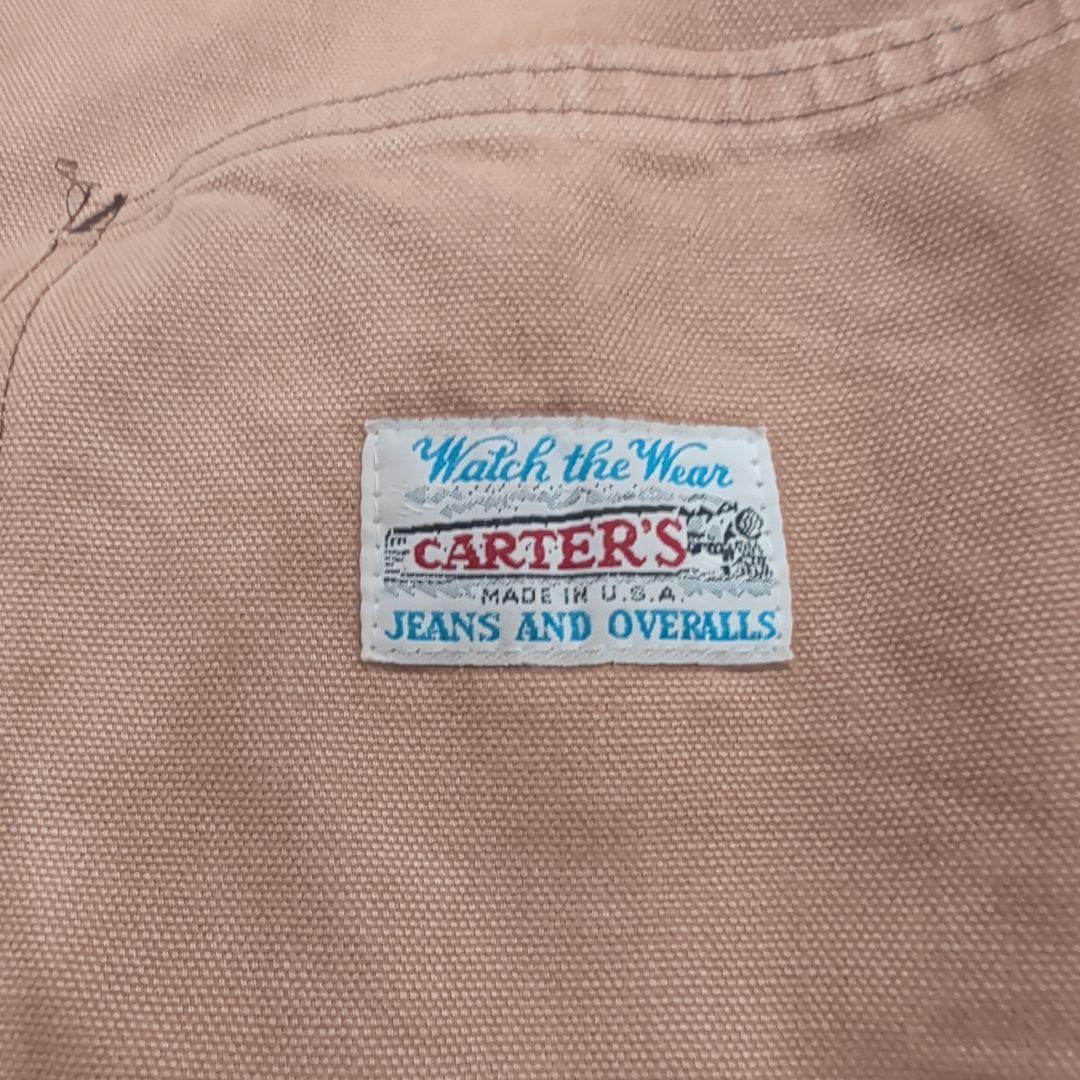 Watch the Wear
CARTER'S
MADE IN U.S.A.
JEANS AND OVERALLS